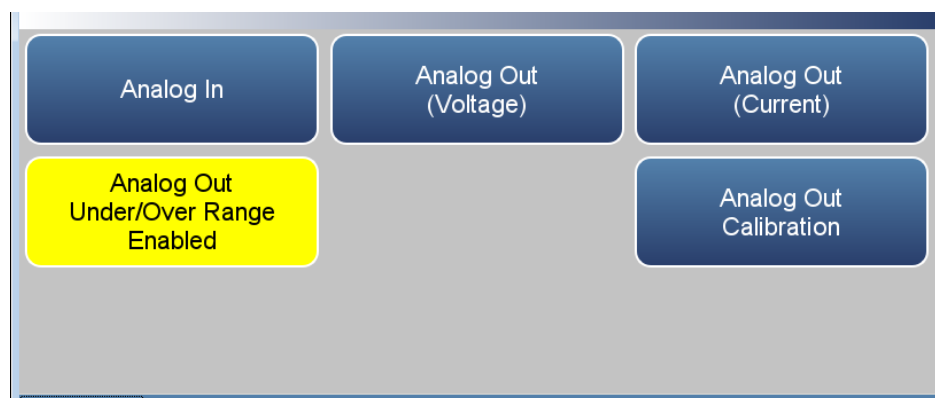 Analog In
Analog Out
(Voltage)
Analog Out
(Current)
Analog Out
Under/Over Range
Enabled
Analog Out
Calibration